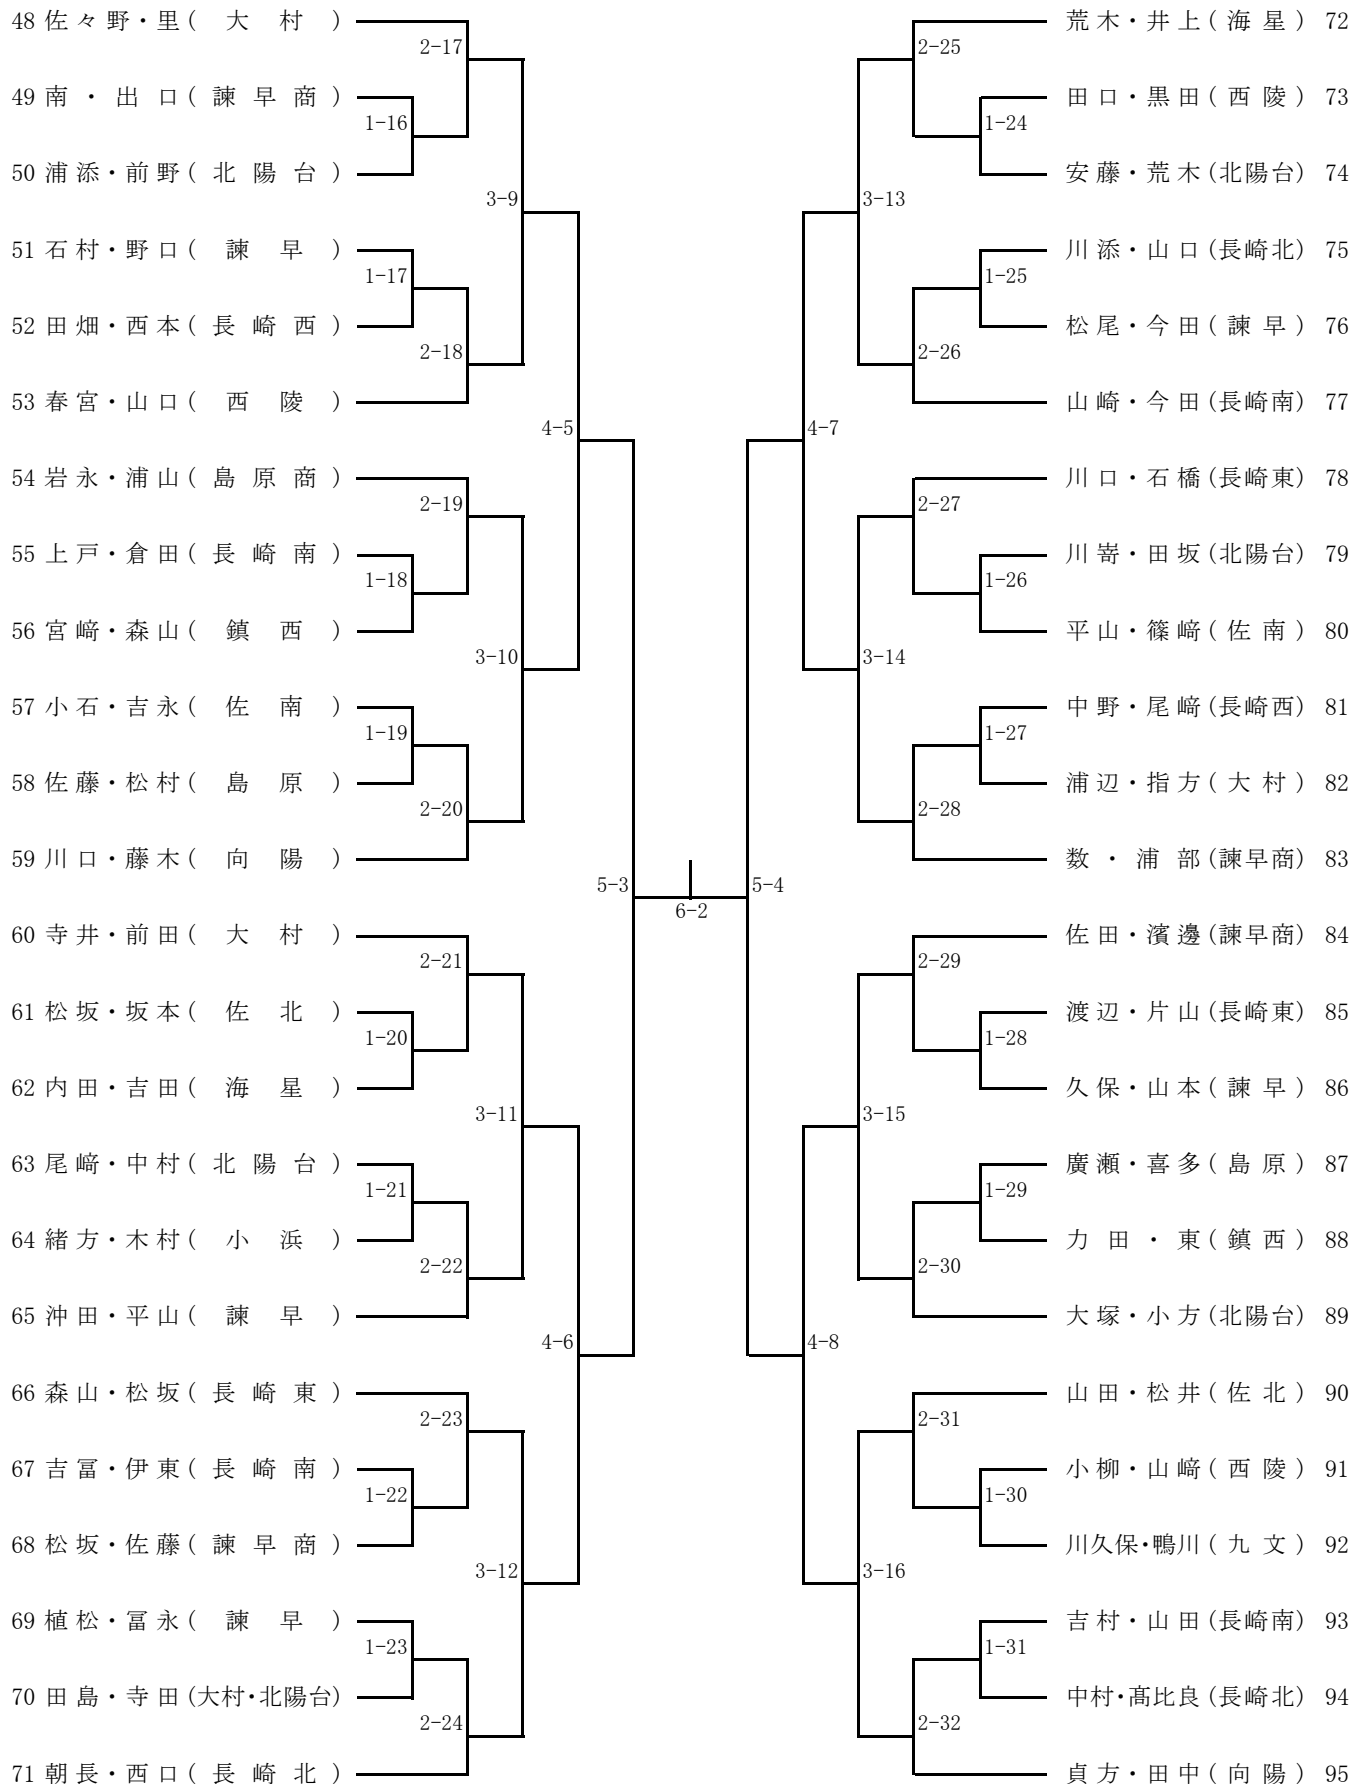 48 佐々野・里( 大 村 )
2-17
49 南 ・ 出 口( 諫 早 商 )
1-16
50 浦添・前野( 北 陽 台 )
3-9
51 石村・野口( 諫 早 )
1-17
52 田畑・西本( 長 崎 西 )
2-18
53 春宮・山口( 西 陵 )
4-5
54 岩永・浦山( 島 原 商 )
2-19
55 上戸・倉田( 長 崎 南 )
1-18
56 宮﨑・森山( 鎮 西 )
3-10
57 小石・吉永( 佐 南 )
1-19
58 佐藤・松村( 島 原 )
2-20
59 川口・藤木( 向 陽 )
5-3
60 寺井・前田( 大 村 )
2-21
61 松坂・坂本( 佐 北 )
1-20
62 内田・吉田( 海 星 )
3-11
63 尾﨑・中村( 北 陽 台 )
1-21
64 緒方・木村( 小 浜 )
2-22
65 沖田・平山( 諫 早 )
4-6
66 森山・松坂( 長 崎 東 )
2-23
67 吉冨・伊東( 長 崎 南 )
1-22
68 松坂・佐藤( 諫 早 商 )
3-12
69 植松・冨永( 諫 早 )
1-23
70 田島・寺田(大村・北陽台)
2-24
71 朝長・西口( 長 崎 北 )
6-2
荒木・井上( 海 星 ) 72
2-25
田口・黒田( 西 陵 ) 73
1-24
安藤・荒木(北陽台) 74
3-13
川添・山口(長崎北) 75
1-25
松尾・今田( 諫 早 ) 76
2-26
山崎・今田(長崎南) 77
4-7
川口・石橋(長崎東) 78
2-27
川嵜・田坂(北陽台) 79
1-26
平山・篠﨑( 佐 南 ) 80
3-14
中野・尾﨑(長崎西) 81
1-27
浦辺・指方( 大 村 ) 82
2-28
数 ・ 浦 部(諫早商) 83
5-4
佐田・濱邊(諫早商) 84
2-29
渡辺・片山(長崎東) 85
1-28
久保・山本( 諫 早 ) 86
3-15
廣瀬・喜多( 島 原 ) 87
1-29
力 田 ・ 東( 鎮 西 ) 88
2-30
大塚・小方(北陽台) 89
4-8
山田・松井( 佐 北 ) 90
2-31
小柳・山﨑( 西 陵 ) 91
1-30
川久保・鴨川( 九 文 ) 92
3-16
吉村・山田(長崎南) 93
1-31
中村・髙比良(長崎北) 94
2-32
貞方・田中( 向 陽 ) 95